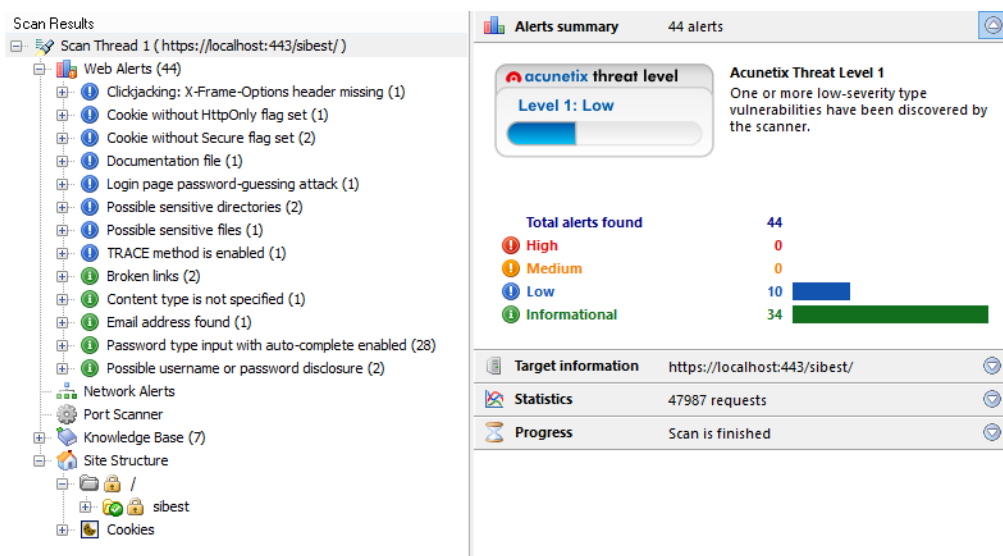 Scan Results
Scan Thread 1 ( https://localhost:443/sibest/ )
Web Alerts (44)
Clickjacking: X-Frame-Options header missing (1)
Cookie without HttpOnly flag set (1)
Cookie without Secure flag set (2)
Documentation file (1)
Login page password-guessing attack (1)
Possible sensitive directories (2)
Possible sensitive files (1)
TRACE method is enabled (1)
Broken links (2)
Content type is not specified (1)
Email address found (1)
Password type input with auto-complete enabled (28)
Possible username or password disclosure (2)
Network Alerts
Port Scanner
Knowledge Base (7)
Site Structure
/
sibest
Cookies
Alerts summary 44 alerts
acunetix threat level
Level 1: Low
Acunetix Threat Level 1
One or more low-severity type
vulnerabilities have been discovered by
the scanner.
Total alerts found 44
High 0
Medium 0
Low 10
Informational 34
Target information https://localhost:443/sibest/
Statistics 47987 requests
Progress Scan is finished